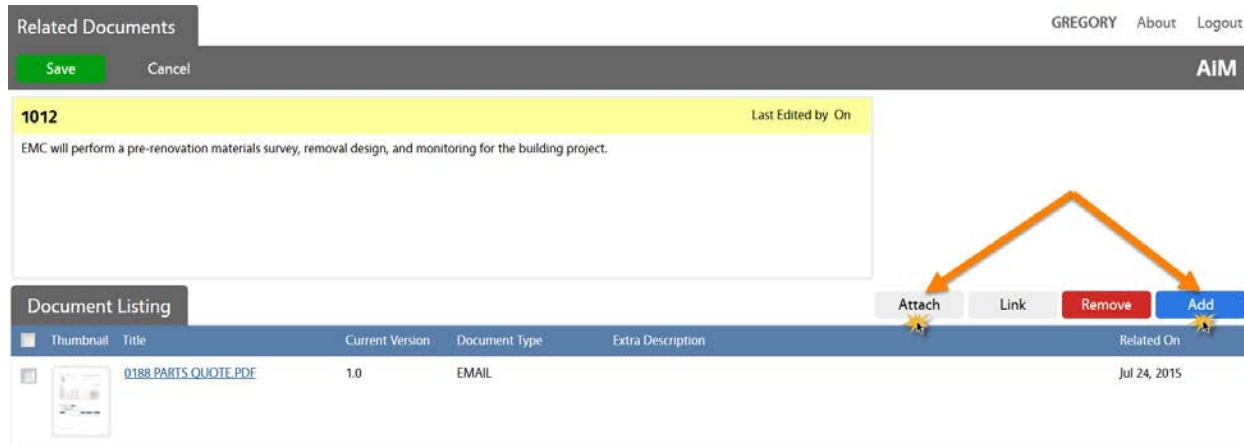 Related Documents
GREGORY About Logout
Save Cancel AiM
1012 Last Edited by On
EMC will perform a pre-renovation materials survey, removal design, and monitoring for the building project.
Document Listing Attach Link Remove Add
Thumbnail Title Current Version Document Type Extra Description Related On
0188 PARTS QUOTE.PDF 1.0 EMAIL Jul 24, 2015